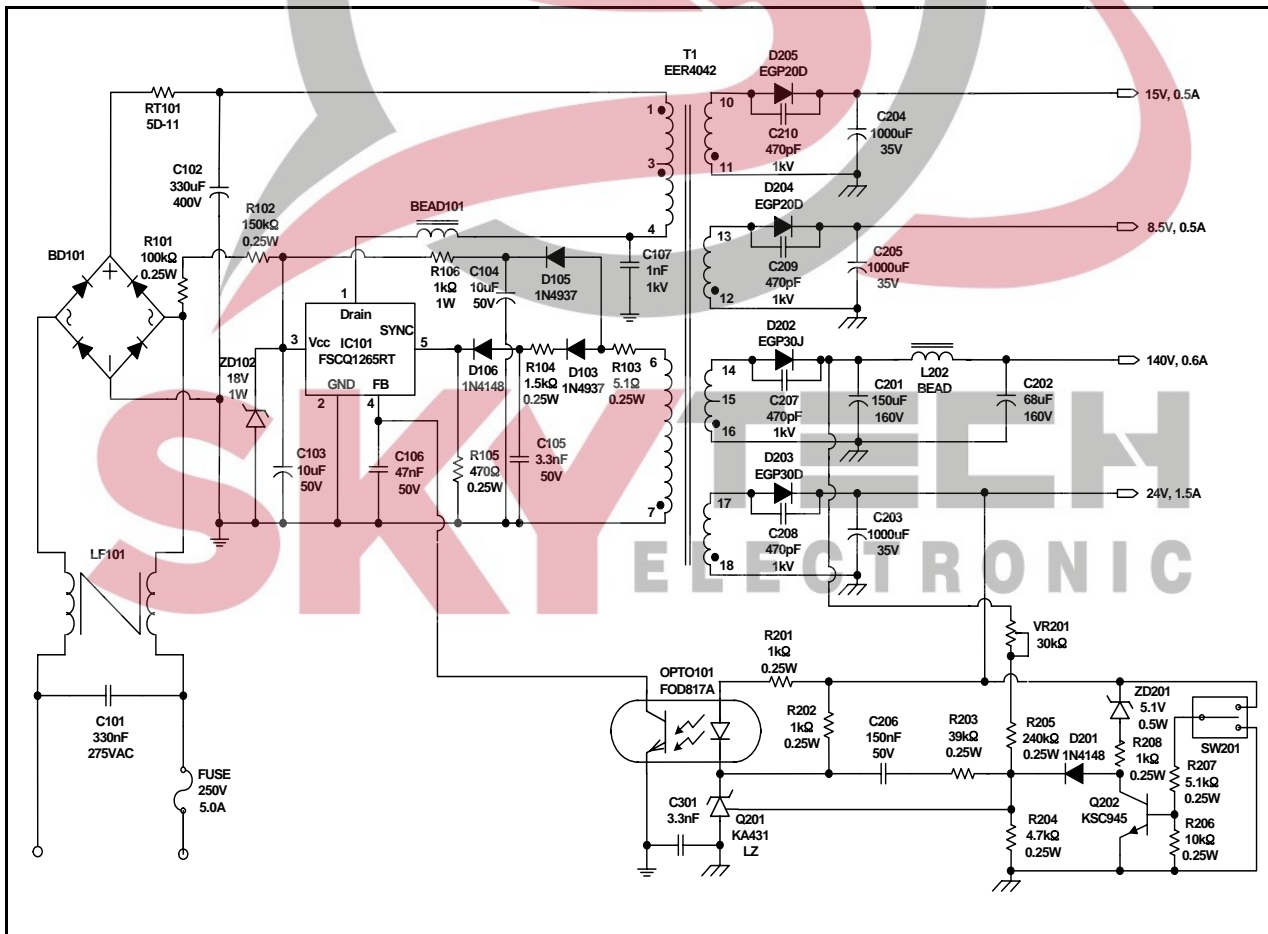 T1
EER4042
RT101
5D-11
C102
330uF
400V
R102
150kΩ
0.25W
R101
100kΩ
0.25W
BD101
BEAD101
1
3
4
10
11
D205
EGP20D
C210
470pF
1kV
C204
1000uF
35V
15V, 0.5A
D204
EGP20D
13
12
C209
470pF
1kV
C205
1000uF
35V
8.5V, 0.5A
R106
1kΩ
1W
C104
10uF
50V
D105
1N4937
C107
1nF
1kV
1
Drain
SYNC
3
Vcc
IC101
FSCQ1265RT
5
GND
FB
2
4
ZD102
18V
1W
D106
1N4148
R104
1.5kΩ
0.25W
D103
1N4937
R103
5.1Ω
0.25W
6
7
C103
10uF
50V
C106
47nF
50V
R105
470Ω
0.25W
C105
3.3nF
50V
D202
EGP30J
14
15
16
C207
470pF
1kV
C201
150uF
160V
L202
BEAD
C202
68uF
160V
140V, 0.6A
D203
EGP30D
17
18
C208
470pF
1kV
C203
1000uF
35V
24V, 1.5A
SKYTECH
ELECTRONIC
LF101
C101
330nF
275VAC
FUSE
250V
5.0A
OPTO101
FOD817A
R201
1kΩ
0.25W
R202
1kΩ
0.25W
C206
150nF
50V
R203
39kΩ
0.25W
VR201
30kΩ
R205
240kΩ
0.25W
D201
1N4148
ZD201
5.1V
0.5W
R208
1kΩ
0.25W
SW201
R207
5.1kΩ
0.25W
C301
3.3nF
Q201
KA431
LZ
R204
4.7kΩ
0.25W
Q202
KSC945
R206
10kΩ
0.25W